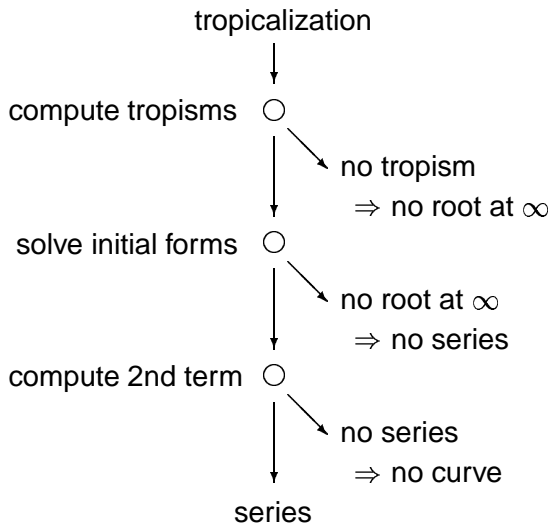 tropicalization
compute tropisms
no tropism
⇒ no root at ∞
solve initial forms
no root at ∞
⇒ no series
compute 2nd term
no series
⇒ no curve
series